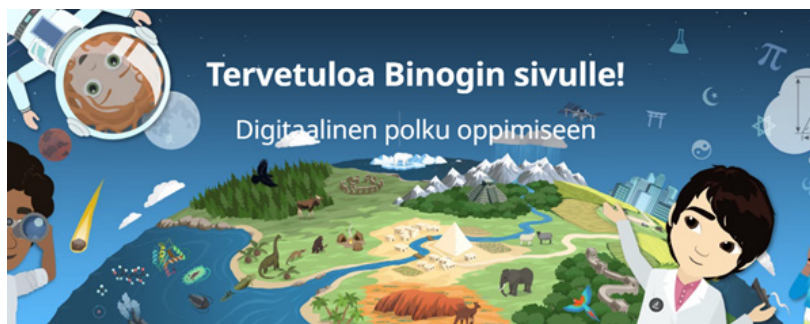 Tervetuloa Binogin sivulle!
Digitaalinen polku oppimiseen
π